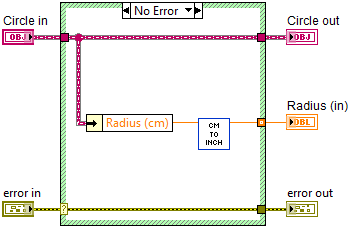 No Error
Circle in
Circle out
OBJ
OBJ
Radius (cm)
CM
TO
INCH
Radius (in)
DBL
error in
error out
?